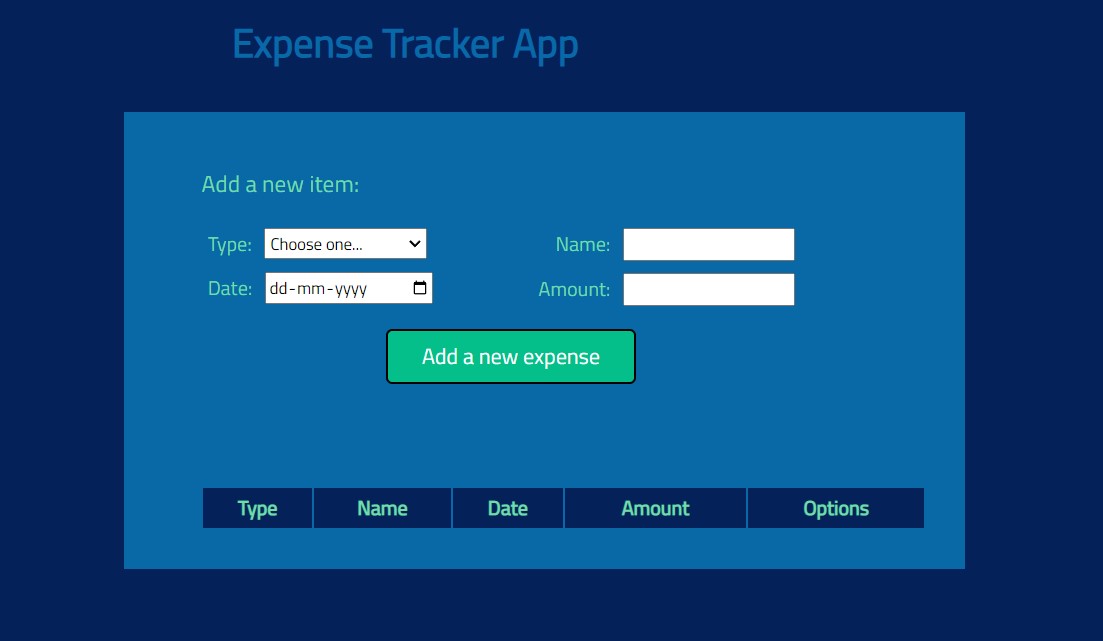 Expense Tracker App
Add a new item:
Type: Choose one... Name:
Date: dd-mm-yyyy Amount:
Add a new expense
Type Name Date Amount Options